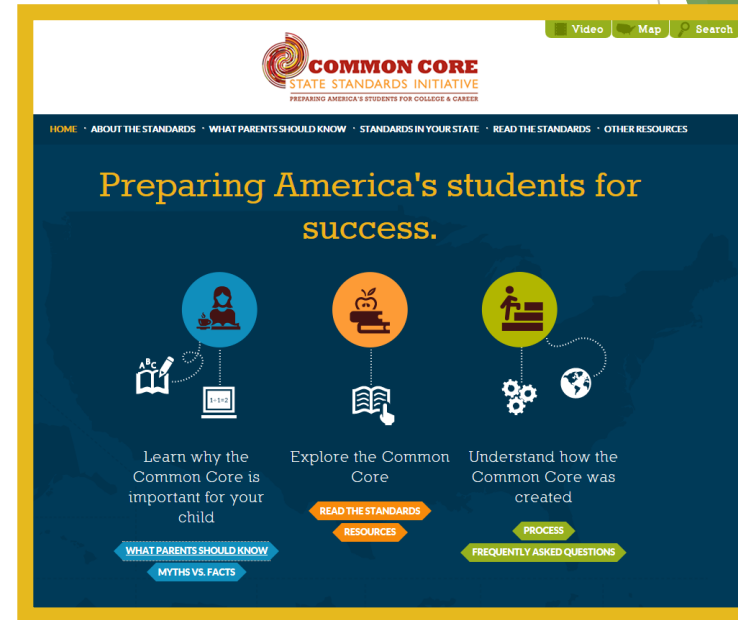 Video Map Search
COMMON CORE
STATE STANDARDS INITIATIVE
PREPARING AMERICA'S STUDENTS FOR COLLEGE & CAREER
HOME · ABOUT THE STANDARDS · WHAT PARENTS SHOULD KNOW · STANDARDS IN YOUR STATE · READ THE STANDARDS · OTHER RESOURCES
Preparing America's students for
success.
A B C
1-1=2
Learn why the
Common Core is
important for your
child
WHAT PARENTS SHOULD KNOW
MYTHS VS. FACTS
Explore the Common
Core
READ THE STANDARDS
RESOURCES
Understand how the
Common Core was
created
PROCESS
FREQUENTLY ASKED QUESTIONS